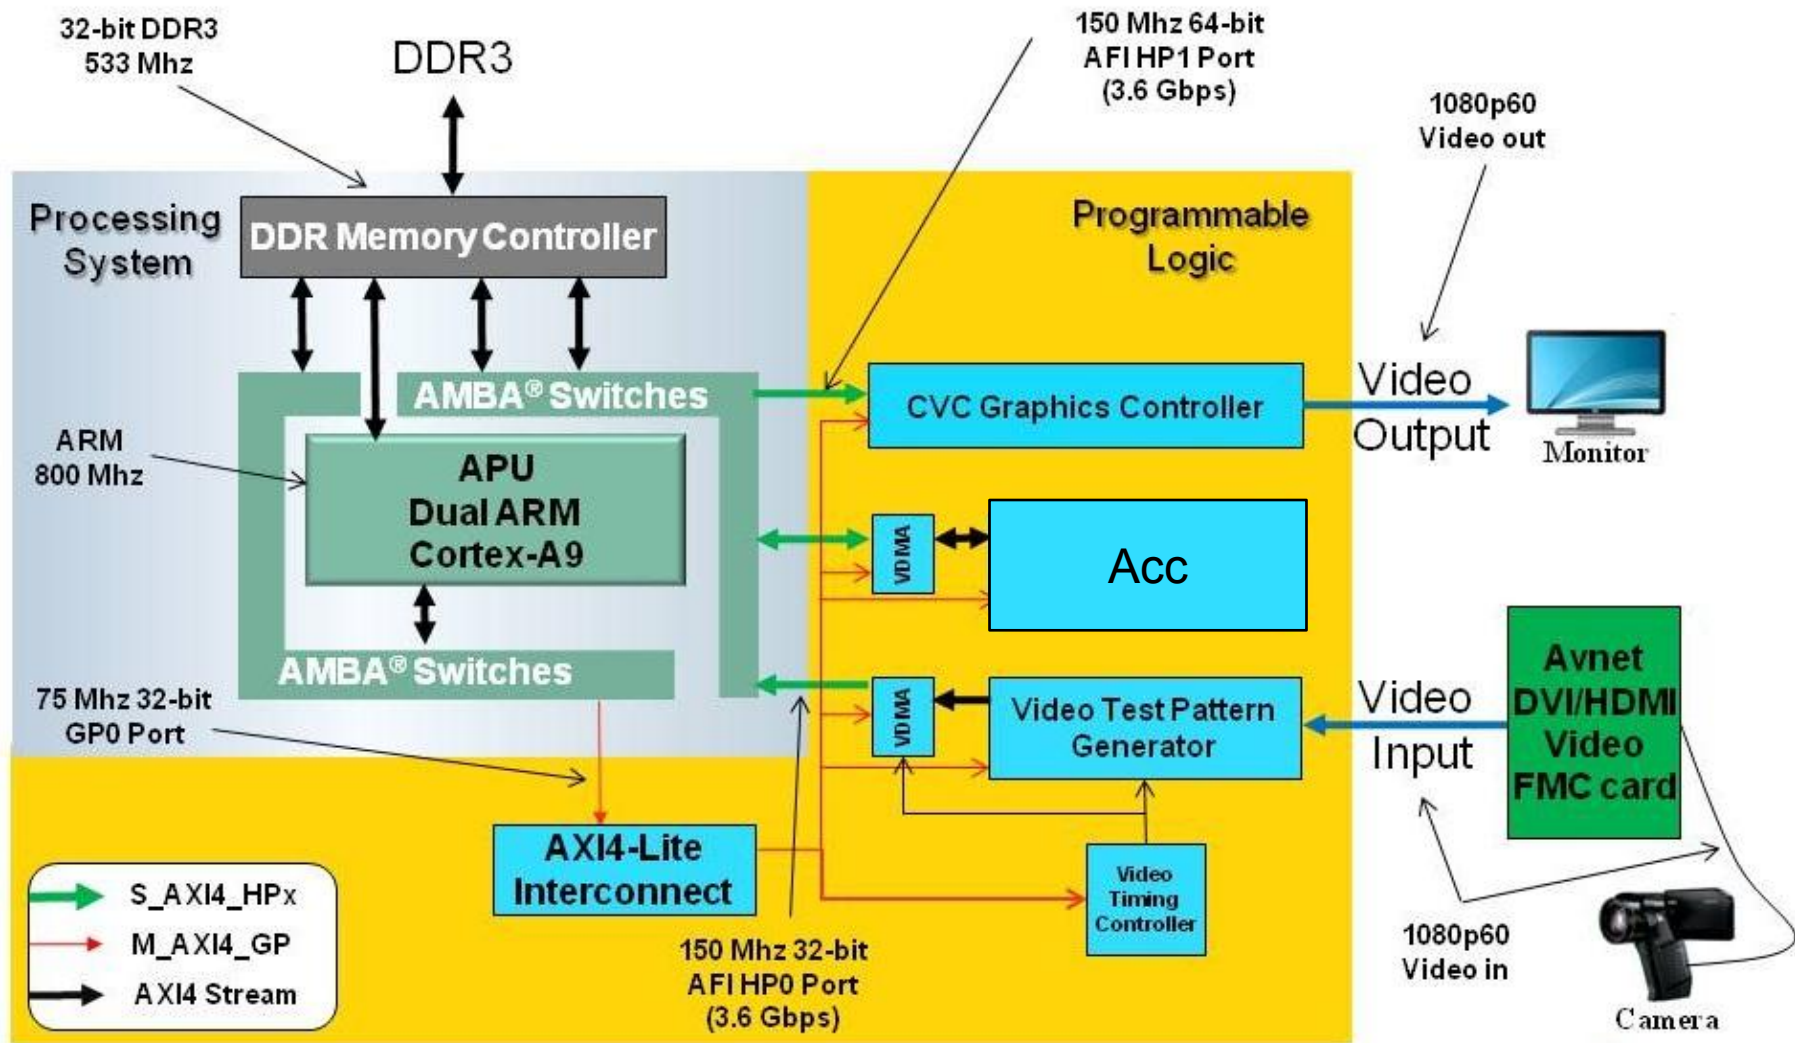 32-bit DDR3
533 Mhz
DDR3
150 Mhz 64-bit
AFI HP1 Port
(3.6 Gbps)
1080p60
Video out
Processing
System
DDR Memory Controller
Programmable
Logic
AMBA® Switches
CVC Graphics Controller
Video
Output
Monitor
ARM
800 Mhz
APU
Dual ARM
Cortex-A9
VDMA
Acc
AMBA® Switches
75 Mhz 32-bit
GP0 Port
VDMA
Video Test Pattern
Generator
Video
Input
Avnet
DVI/HDMI
Video
FMC card
AXI4-Lite
Interconnect
Video
Timing
Controller
S_AXI4_HPx
M_AXI4_GP
AXI4 Stream
150 Mhz 32-bit
AFI HP0 Port
(3.6 Gbps)
1080p60
Video in
Camera